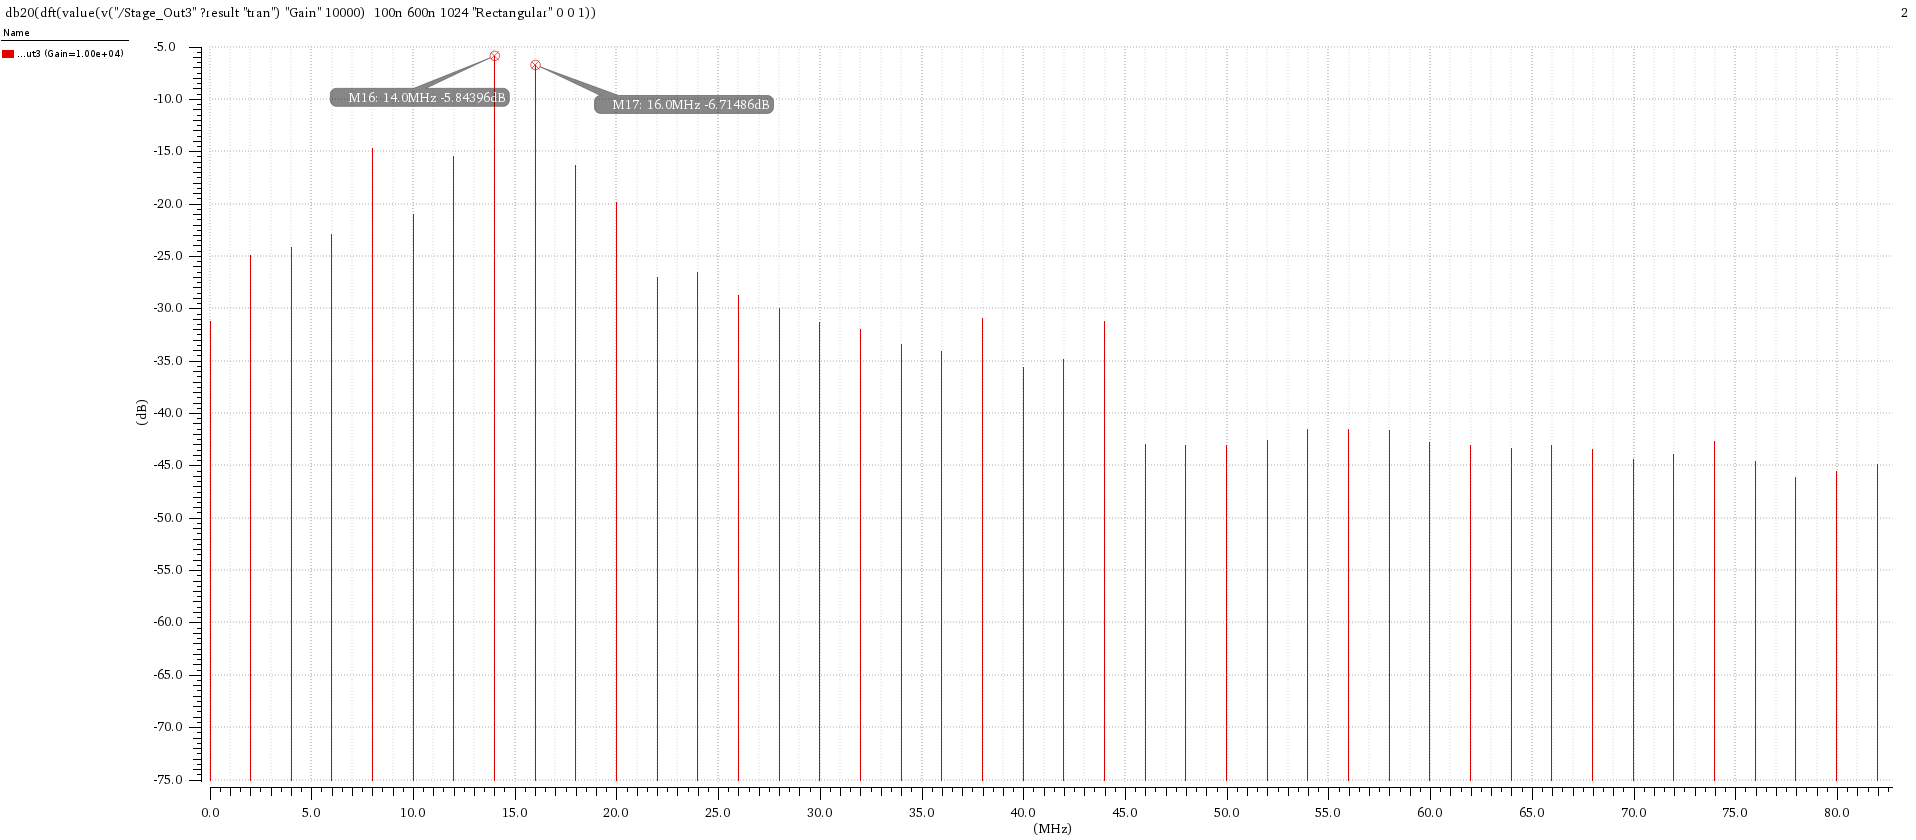 db20(dft(value(v("/Stage_Out3" ?result "tran") "Gain" 10000) 100n 600n 1024 "Rectangular" 0 0 1))
2
Name
...ut3 (Gain=1.00e+04)
-5.0
M16: 14.0MHz -5.84396dB
M17: 16.0MHz -6.71486dB
-10.0
-15.0
-20.0
-25.0
-30.0
-35.0
-40.0
-45.0
-50.0
-55.0
-60.0
-65.0
-70.0
-75.0
(dB)
0.0 5.0 10.0 15.0 20.0 25.0 30.0 35.0 40.0 45.0 50.0 55.0 60.0 65.0 70.0 75.0 80.0
(MHz)